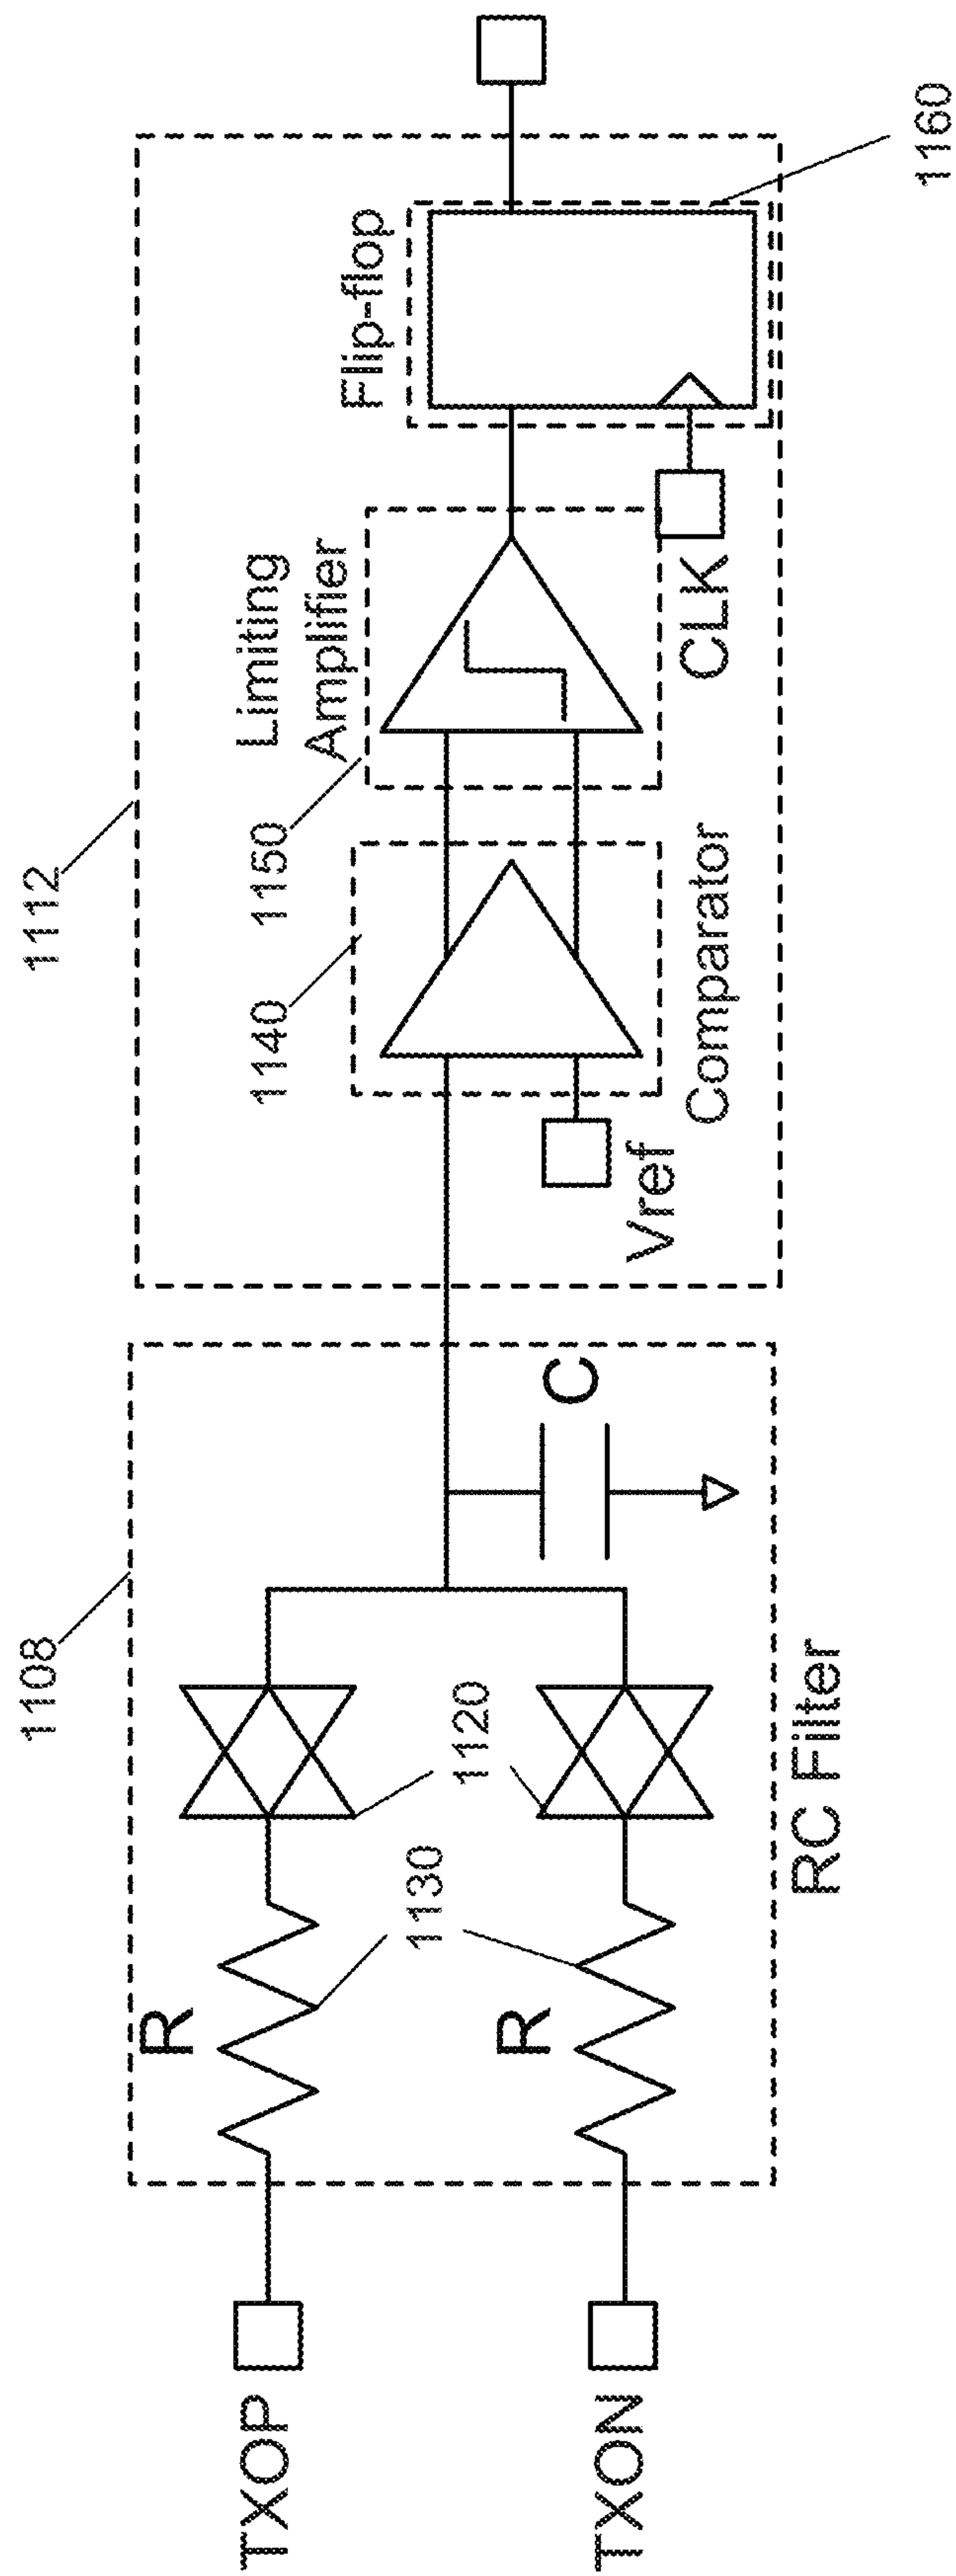 1108
1112
TXOP
TXON
R
R
1130
1120
C
RC Filter
1140
1150
Limiting
Amplifier
Flip-flop
Vref
Comparator
CLK
1160